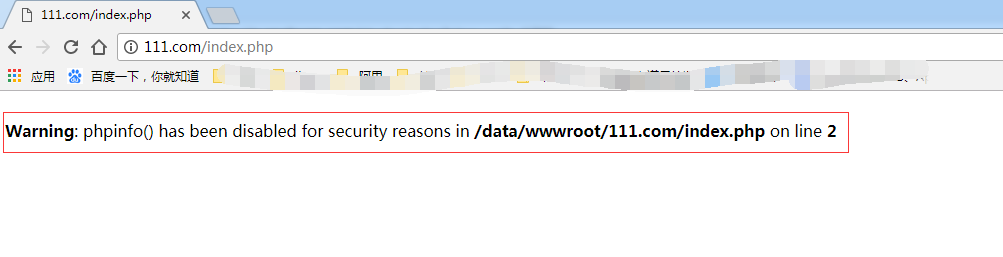 111.com/index.php
111.com/index.php
应用 百度一下，你就知道
Warning: phpinfo() has been disabled for security reasons in /data/wwwroot/111.com/index.php on line 2